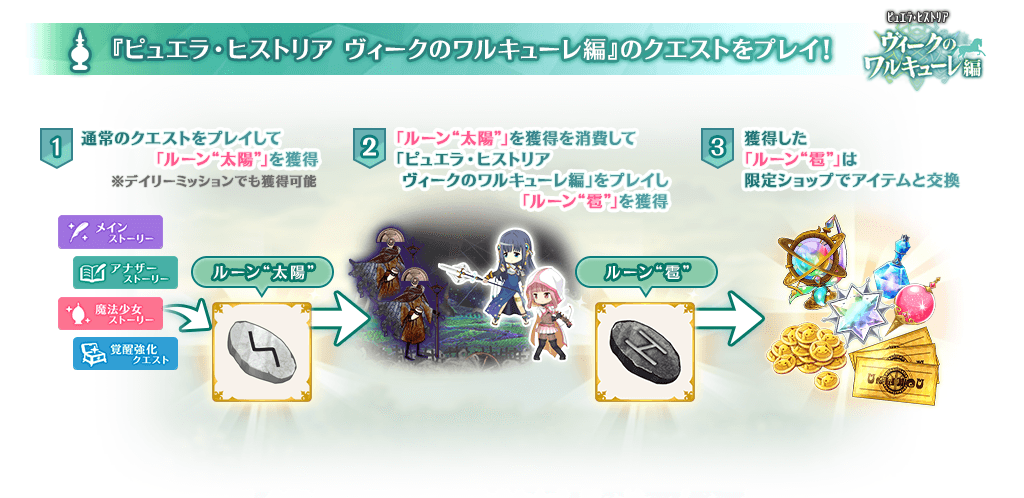 『ピュエラ・ヒストリア ヴィークのワルキューレ編』のクエストをプレイ！
ピュエラ・ヒストリア
ヴィークの
ワルキューレ編
1
通常のクエストをプレイして
「ルーン“太陽”」を獲得
※デイリーミッションでも獲得可能
2
「ルーン“太陽”」を獲得を消費して
「ピュエラ・ヒストリア
ヴィークのワルキューレ編」をプレイし
「ルーン“雹”」を獲得
3
獲得した
「ルーン“雹”」は
限定ショップでアイテムと交換
メイン
ストーリー
アナザー
ストーリー
魔法少女
ストーリー
覚醒強化
クエスト
ルーン“太陽”
ルーン“雹”